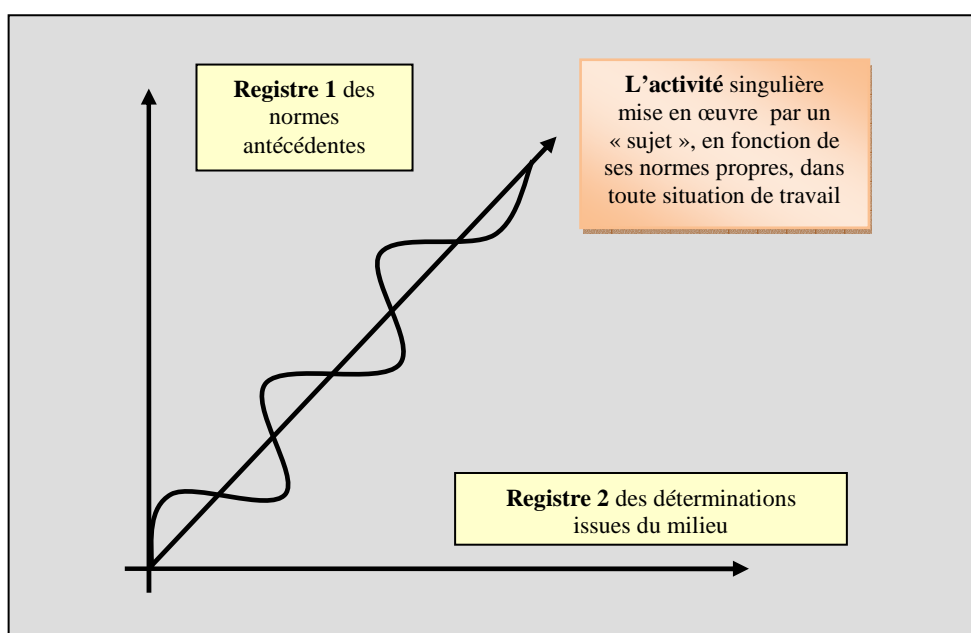 Registre 1 des
normes
antécédentes
L'activité singulière
mise en œuvre par un
« sujet », en fonction de
ses normes propres, dans
toute situation de travail
Registre 2 des déterminations
issues du milieu